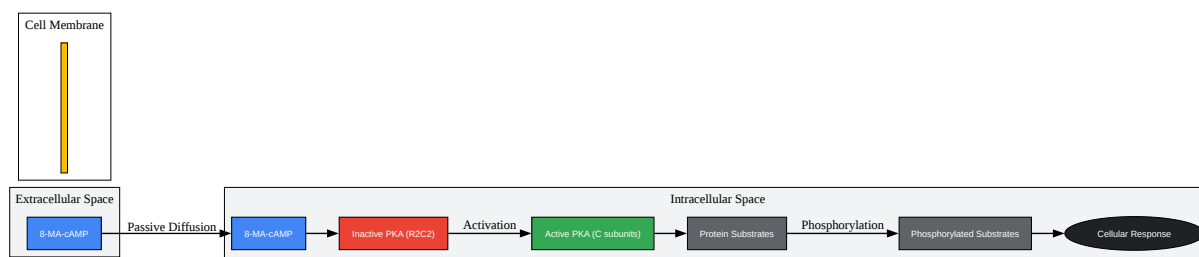 Cell Membrane
Extracellular Space
Intracellular Space
8-MA-cAMP
Passive Diffusion
8-MA-cAMP
Inactive PKA (R2C2)
Activation
Active PKA (C subunits)
Protein Substrates
Phosphorylation
Phosphorylated Substrates
Cellular Response